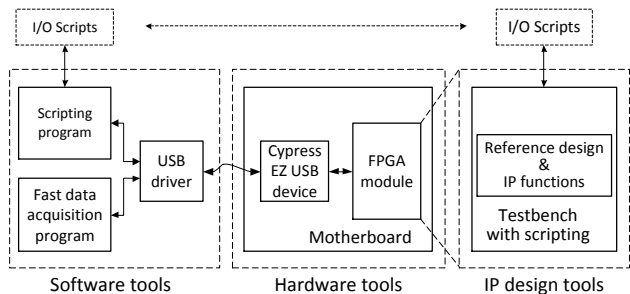 I/O Scripts
I/O Scripts
Scripting
program
Fast data
acquisition
program
USB
driver
Cypress
EZ USB
device
FPGA
module
Motherboard
Reference design
&
IP functions
Testbench
with scripting
Software tools
Hardware tools
IP design tools